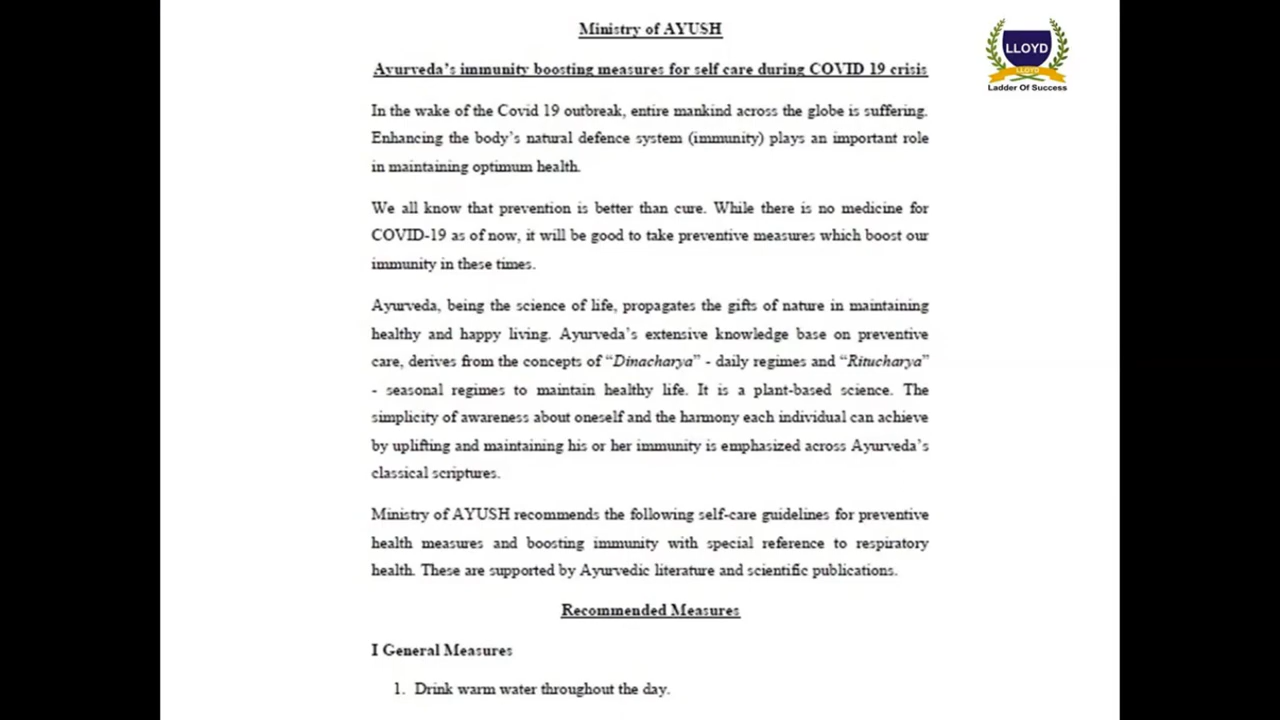 Ministry of AYUSH
Ayurveda's immunity boosting measures for self care during COVID 19 crisis
In the wake of the Covid 19 outbreak, entire mankind across the globe is suffering.
Enhancing the body's natural defence system (immunity) plays an important role
in maintaining optimum health.
We all know that prevention is better than cure. While there is no medicine for
COVID-19 as of now, it will be good to take preventive measures which boost our
immunity in these times.
Ayurveda, being the science of life, propagates the gifts of nature in maintaining
healthy and happy living. Ayurveda's extensive knowledge base on preventive
care, derives from the concepts of "Dinacharya" - daily regimes and "Ritucharya"
- seasonal regimes to maintain healthy life. It is a plant-based science. The
simplicity of awareness about oneself and the harmony each individual can achieve
by uplifting and maintaining his or her immunity is emphasized across Ayurveda's
classical scriptures.
Ministry of AYUSH recommends the following self-care guidelines for preventive
health measures and boosting immunity with special reference to respiratory
health. These are supported by Ayurvedic literature and scientific publications.
Recommended Measures
I General Measures
1. Drink warm water throughout the day.
LLOYD
LLOYD
Ladder Of Success